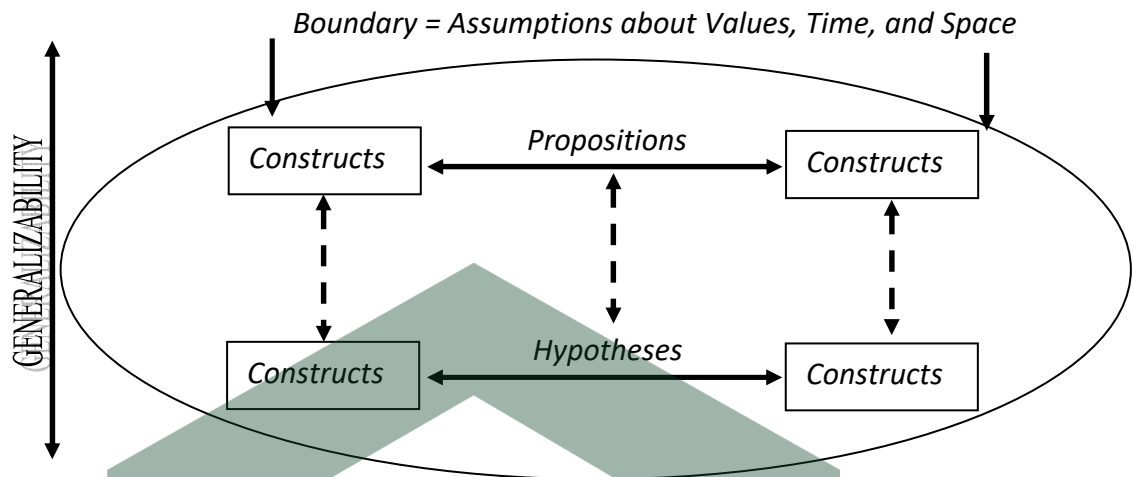 Boundary = Assumptions about Values, Time, and Space
GENERALIZABILITY
Propositions
Constructs
Constructs
Hypotheses
Constructs
Constructs